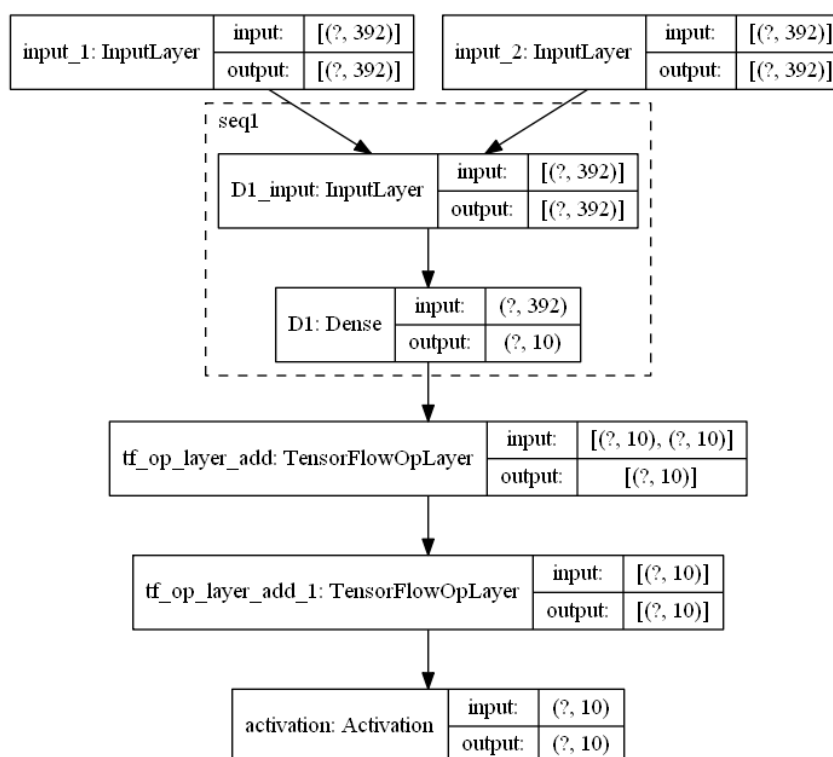 input_1: InputLayer
input: [(?, 392)]
output: [(?, 392)]
input_2: InputLayer
input: [(?, 392)]
output: [(?, 392)]
seq1
D1_input: InputLayer
input: [(?, 392)]
output: [(?, 392)]
D1: Dense
input: (?, 392)
output: (?, 10)
tf_op_layer_add: TensorFlowOpLayer
input: [(?, 10), (?, 10)]
output: [(?, 10)]
tf_op_layer_add_1: TensorFlowOpLayer
input: [(?, 10)]
output: [(?, 10)]
activation: Activation
input: (?, 10)
output: (?, 10)